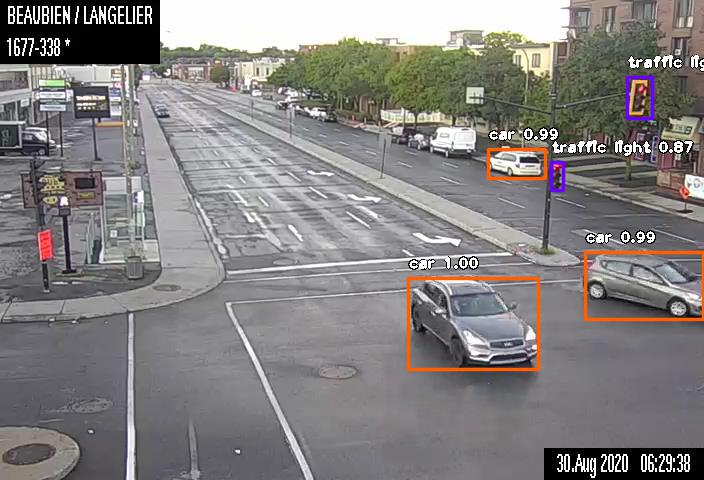 BEAUBIEN / LANGELIER
1677-338 *
traffic lig
car 0.99
traffic light 0.87
car 0.99
car 1.00
30.Aug 2020 06:29:38